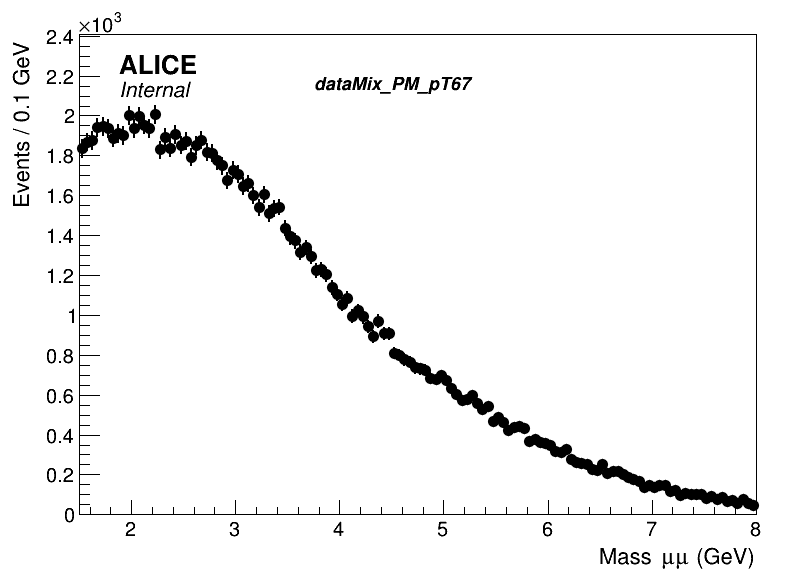 ×10³
2.4
2.2
2
1.8
1.6
1.4
1.2
1
0.8
0.6
0.4
0.2
0
Events / 0.1 GeV
ALICE
Internal
dataMix_PM_pT67
2 3 4 5 6 7 8
Mass μμ (GeV)